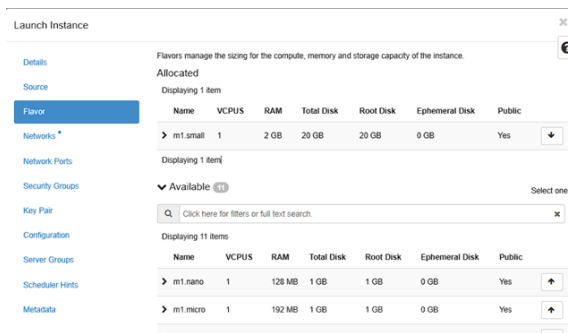 Launch Instance
Details
Source
Flavor
Networks *
Network Ports
Security Groups
Key Pair
Configuration
Server Groups
Scheduler Hints
Metadata
Flavors manage the sizing for the compute, memory and storage capacity of the instance.
Allocated
Displaying 1 item
Name VCPUS RAM Total Disk Root Disk Ephemeral Disk Public
m1.small 1 2 GB 20 GB 20 GB 0 GB Yes
Displaying 1 item
Available 11
Select one
Click here for filters or full text search.
Displaying 11 items
Name VCPUS RAM Total Disk Root Disk Ephemeral Disk Public
m1.nano 1 128 MB 1 GB 1 GB 0 GB Yes
m1.micro 1 192 MB 1 GB 1 GB 0 GB Yes